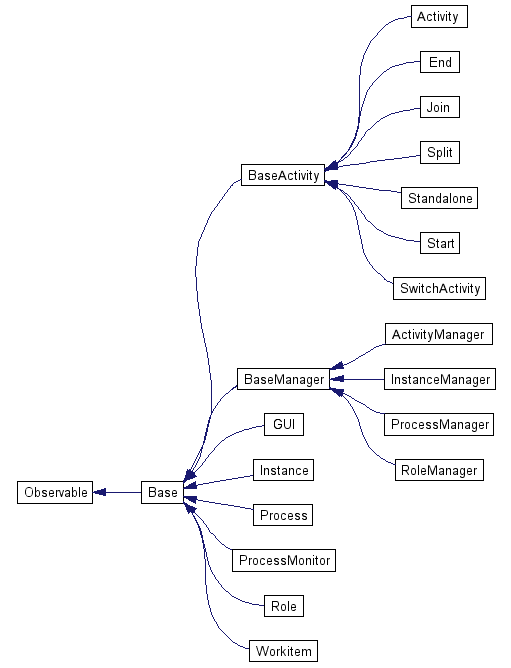 Activity
End
Join
Split
BaseActivity
Standalone
Start
SwitchActivity
ActivityManager
BaseManager
InstanceManager
GUI
ProcessManager
Instance
RoleManager
Observable
Base
Process
ProcessMonitor
Role
Workitem